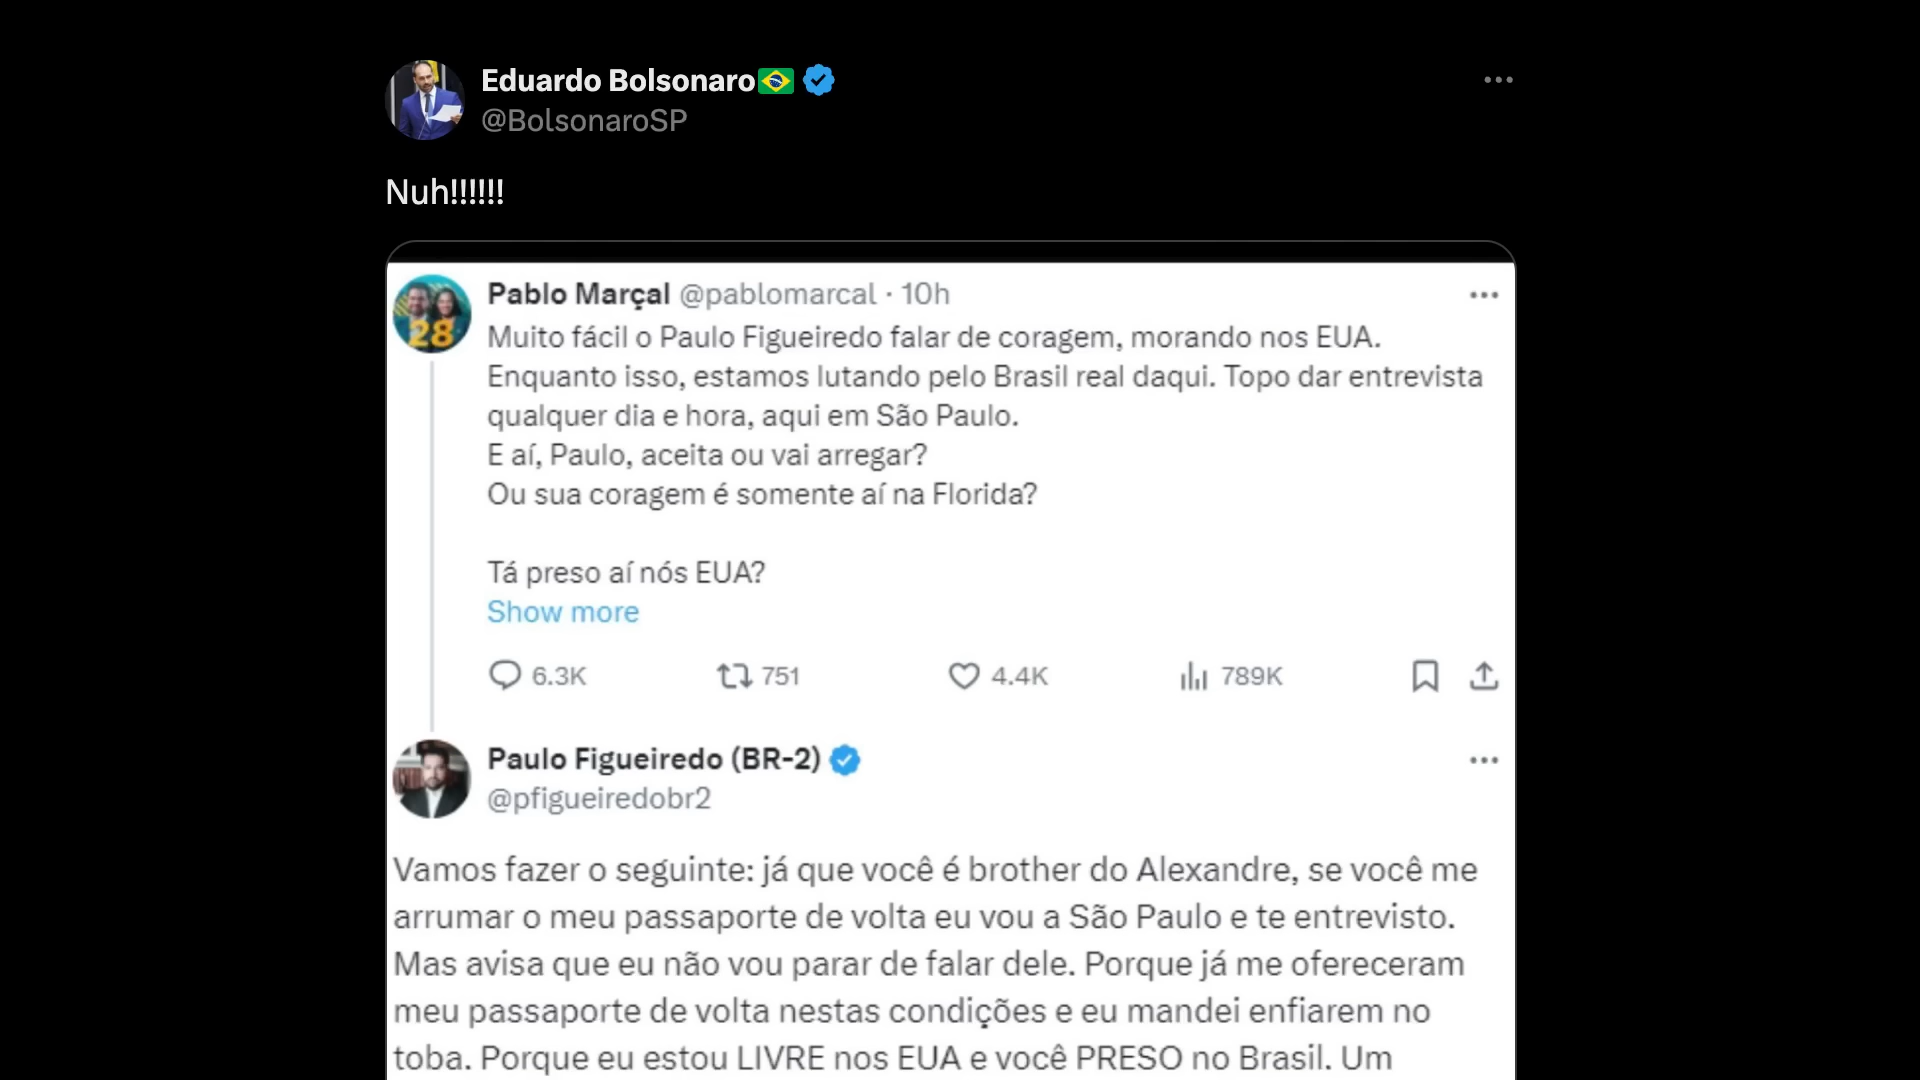 Eduardo Bolsonaro🇧🇷
@BolsonaroSP
Nuh!!!!!!
Pablo Marçal @pablomarcal · 10h
28
Muito fácil o Paulo Figueiredo falar de coragem, morando nos EUA.
Enquanto isso, estamos lutando pelo Brasil real daqui. Topo dar entrevista
qualquer dia e hora, aqui em São Paulo.
E aí, Paulo, aceita ou vai arregar?
Ou sua coragem é somente aí na Florida?
Tá preso aí nós EUA?
Show more
6.3K 751 4.4K 789K
Paulo Figueiredo (BR-2)
@pfigueiredobr2
Vamos fazer o seguinte: já que você é brother do Alexandre, se você me
arrumar o meu passaporte de volta eu vou a São Paulo e te entrevisto.
Mas avisa que eu não vou parar de falar dele. Porque já me ofereceram
meu passaporte de volta nestas condições e eu mandei enfiarem no
toba. Porque eu estou LIVRE nos EUA e você PRESO no Brasil. Um